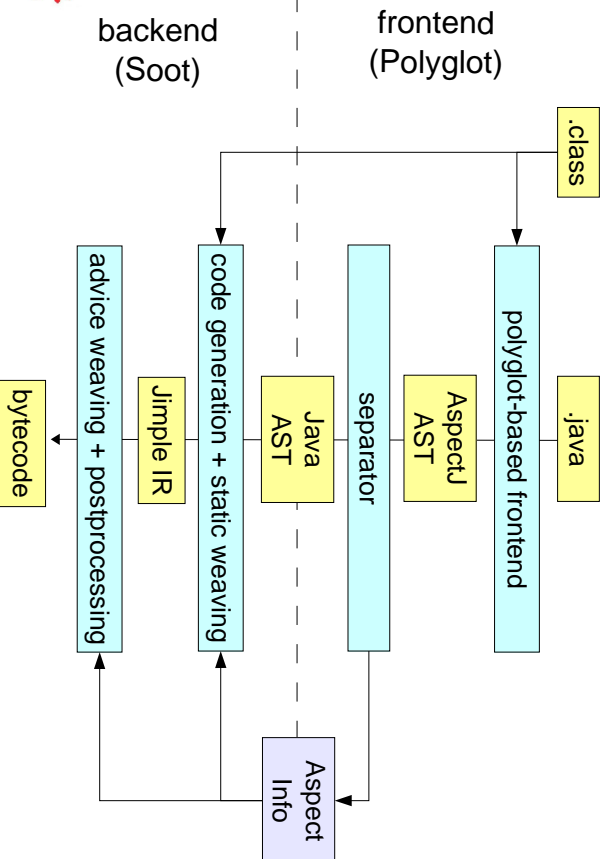 backend
(Soot)
frontend
(Polyglot)
.class
.java
polyglot-based frontend
AspectJ
AST
separator
Java
AST
Aspect
Info
code generation + static weaving
Jimple IR
advice weaving + postprocessing
bytecode